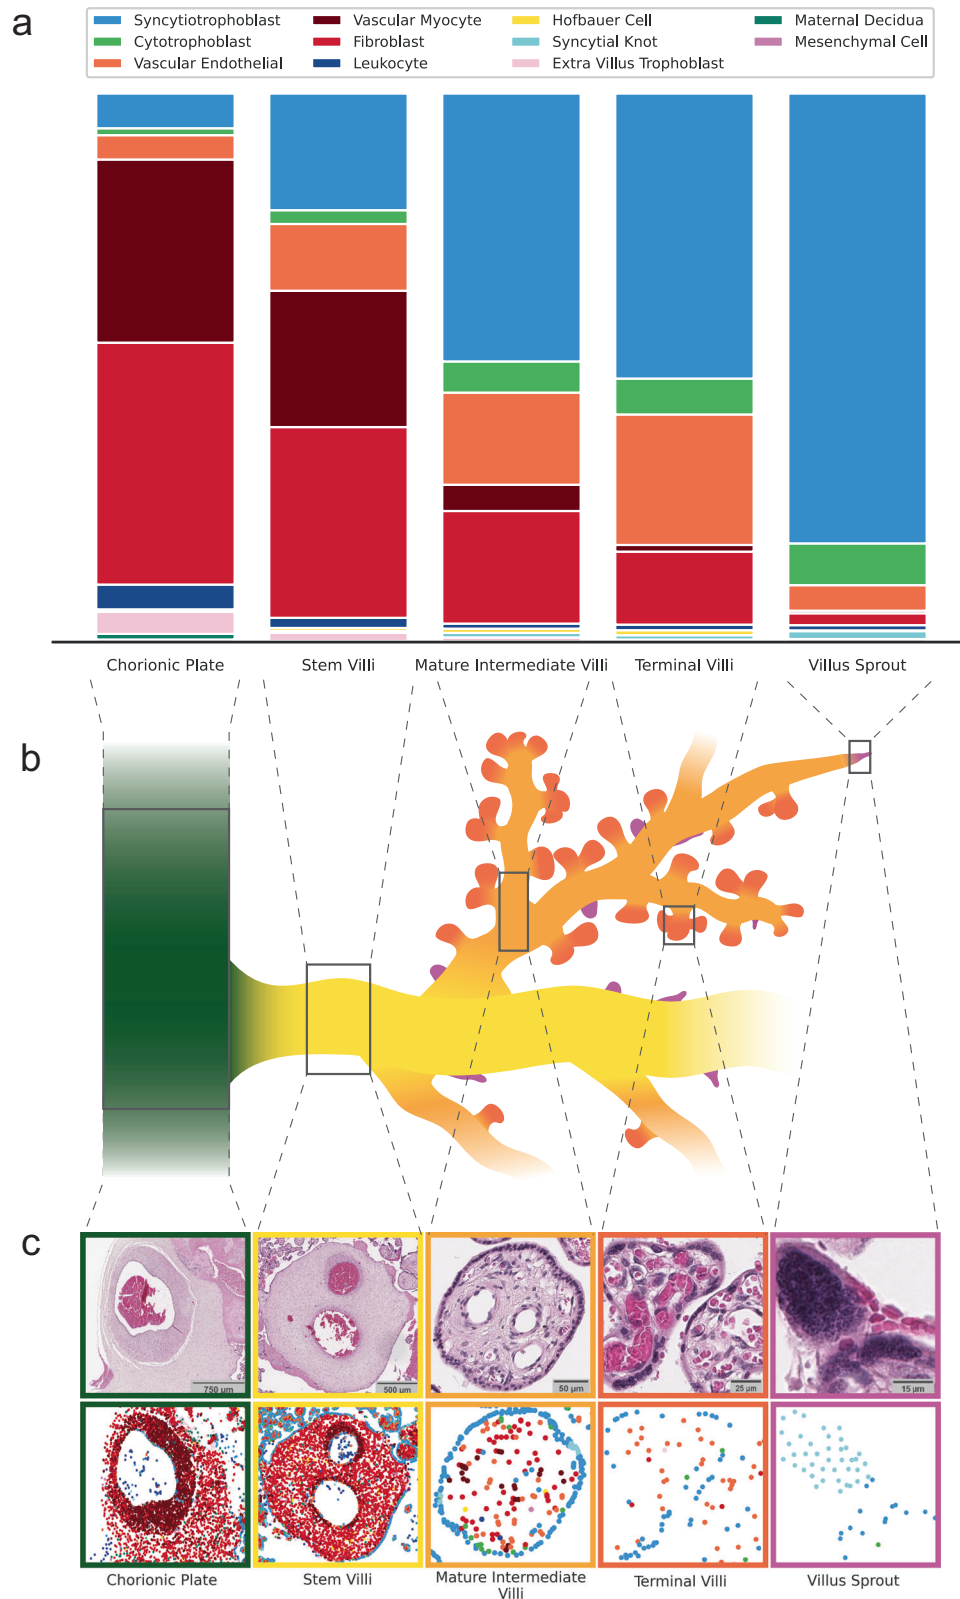 a
Syncytiotrophoblast
Cytotrophoblast
Vascular Endothelial
Vascular Myocyte
Fibroblast
Leukocyte
Hofbauer Cell
Syncytial Knot
Extra Villus Trophoblast
Maternal Decidua
Mesenchymal Cell
Chorionic Plate
Stem Villi
Mature Intermediate Villi
Terminal Villi
Villus Sprout
b
c
750 µm
500 µm
50 µm
25 µm
15 µm
Chorionic Plate
Stem Villi
Mature Intermediate
Villi
Terminal Villi
Villus Sprout